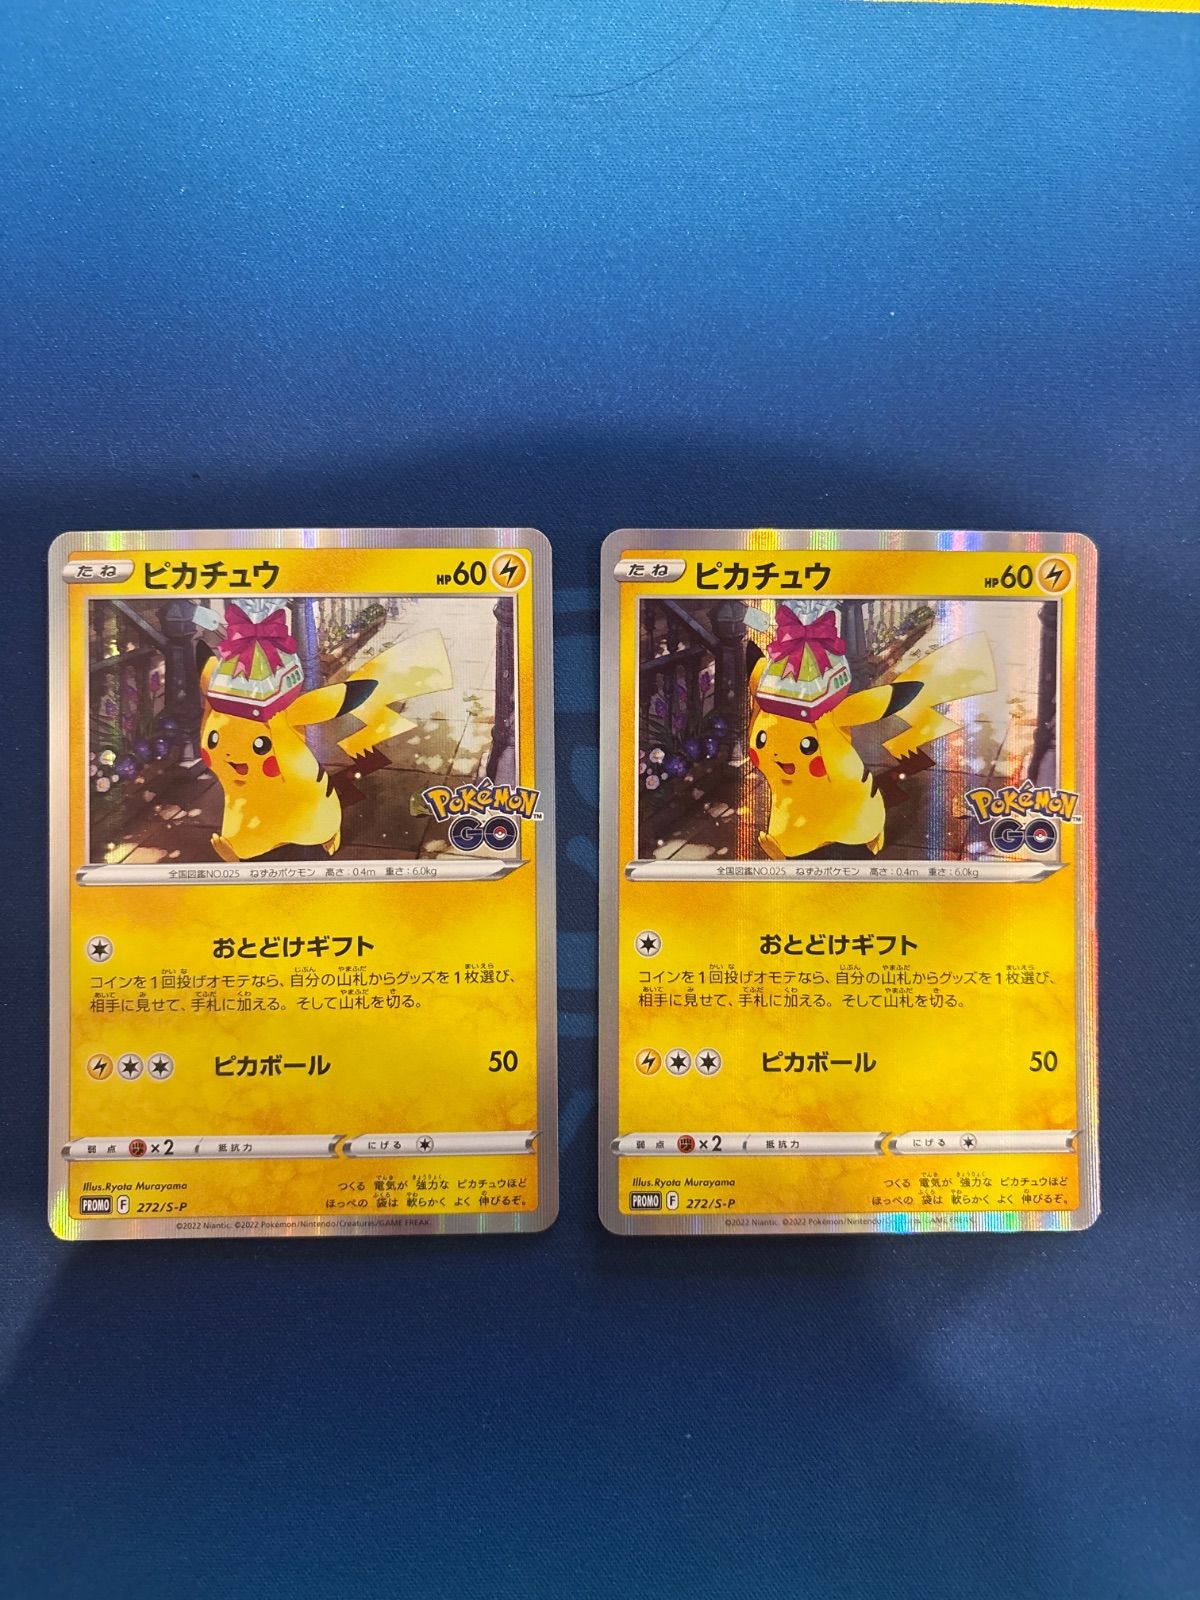 たね ピカチュウ HP60
Pokémon GO™
全国図鑑NO.025 ねずみポケモン 高さ:0.4m 重さ:6.0kg
おとどけギフト
コインを1回投げオモテなら、自分の山札からグッズを1枚選び、
相手に見せて、手札に加える。そして山札を切る。
ピカボール 50
弱点 ×2 抵抗力 にげる
Illus.Ryota Murayama
PROMO F 272/S-P
つくる 電気が 強力な ピカチュウほど
ほっぺの 袋は 軟らかく よく 伸びるぞ。
©2022 Niantic. ©2022 Pokémon/Nintendo/Creatures/GAME FREAK.
たね ピカチュウ HP60
Pokémon GO™
全国図鑑NO.025 ねずみポケモン 高さ:0.4m 重さ:6.0kg
おとどけギフト
コインを1回投げオモテなら、自分の山札からグッズを1枚選び、
相手に見せて、手札に加える。そして山札を切る。
ピカボール 50
弱点 ×2 抵抗力 にげる
Illus.Ryota Murayama
PROMO F 272/S-P
つくる 電気が 強力な ピカチュウほど
ほっぺの 袋は 軟らかく よく 伸びるぞ。
©2022 Niantic. ©2022 Pokémon/Nintendo/Creatures/GAME FREAK.